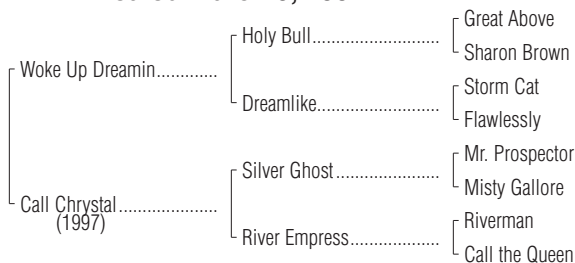 Great Above
Holy Bull
Sharon Brown
Woke Up Dreamin
Storm Cat
Dreamlike
Flawlessly
Mr. Prospector
Silver Ghost
Misty Gallore
Call Chrystal
(1997)
Riverman
River Empress
Call the Queen